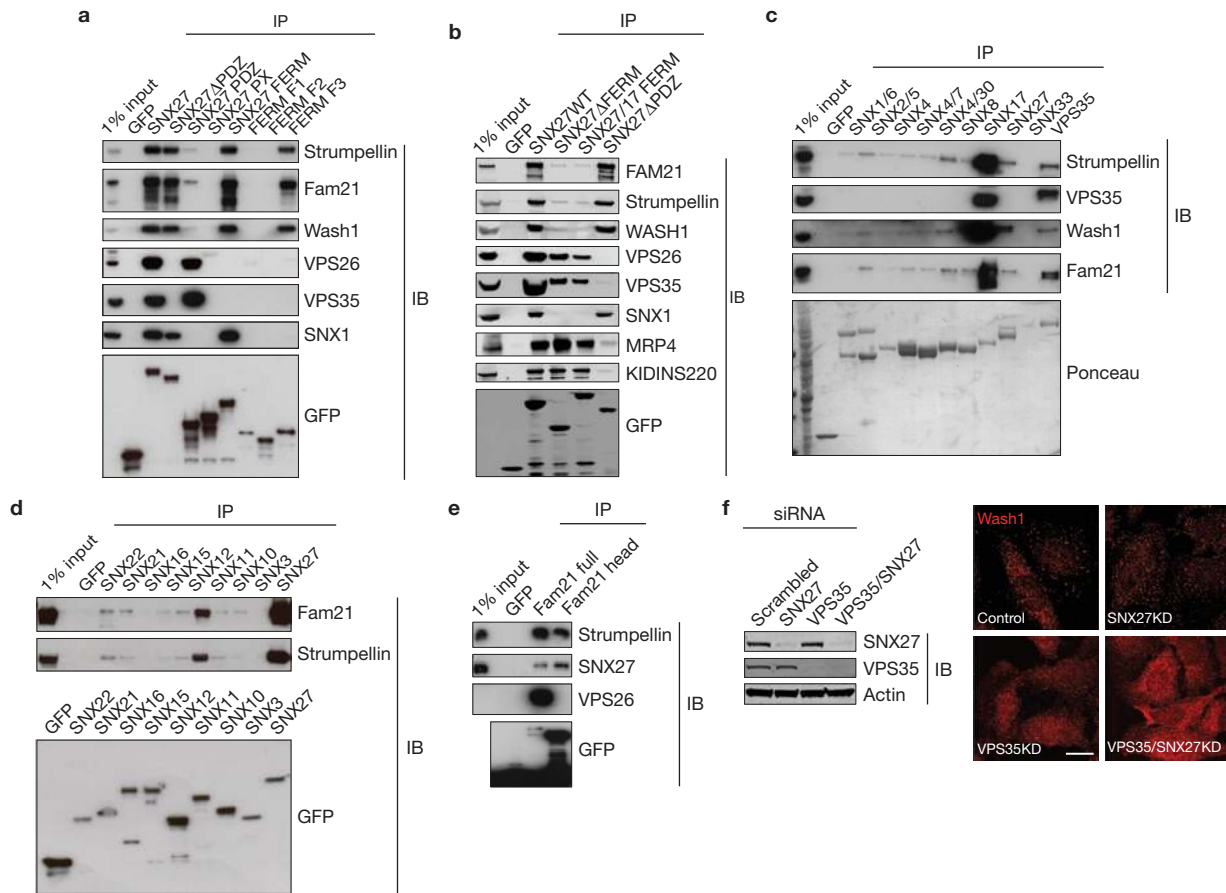 a
IP
1% input
GFP
SNX27
SNX27ΔPDZ
SNX27 PDZ
SNX27 PX
SNX27 FERM
FERM F1
FERM F2
FERM F3
Strumpellin
Fam21
Wash1
VPS26
VPS35
SNX1
GFP
IB
b
IP
1% input
GFP
SNX27WT
SNX27ΔFERM
SNX27/17 FERM
SNX27ΔPDZ
FAM21
Strumpellin
WASH1
VPS26
VPS35
SNX1
MRP4
KIDINS220
GFP
IB
c
IP
1% input
GFP
SNX1/6
SNX2/5
SNX4
SNX4/7
SNX4/30
SNX8
SNX17
SNX27
SNX33
VPS35
Strumpellin
VPS35
Wash1
Fam21
IB
Ponceau
d
IP
1% input
GFP
SNX22
SNX21
SNX16
SNX15
SNX12
SNX11
SNX10
SNX3
SNX27
Fam21
Strumpellin
GFP
SNX22
SNX21
SNX16
SNX15
SNX12
SNX11
SNX10
SNX3
SNX27
GFP
IB
e
IP
1% input
GFP
Fam21 full
Fam21 head
Strumpellin
SNX27
VPS26
GFP
IB
f
siRNA
Scrambled
SNX27
VPS35
VPS35/SNX27
SNX27
VPS35
Actin
IB
Wash1
Control
SNX27KD
VPS35KD
VPS35/SNX27KD